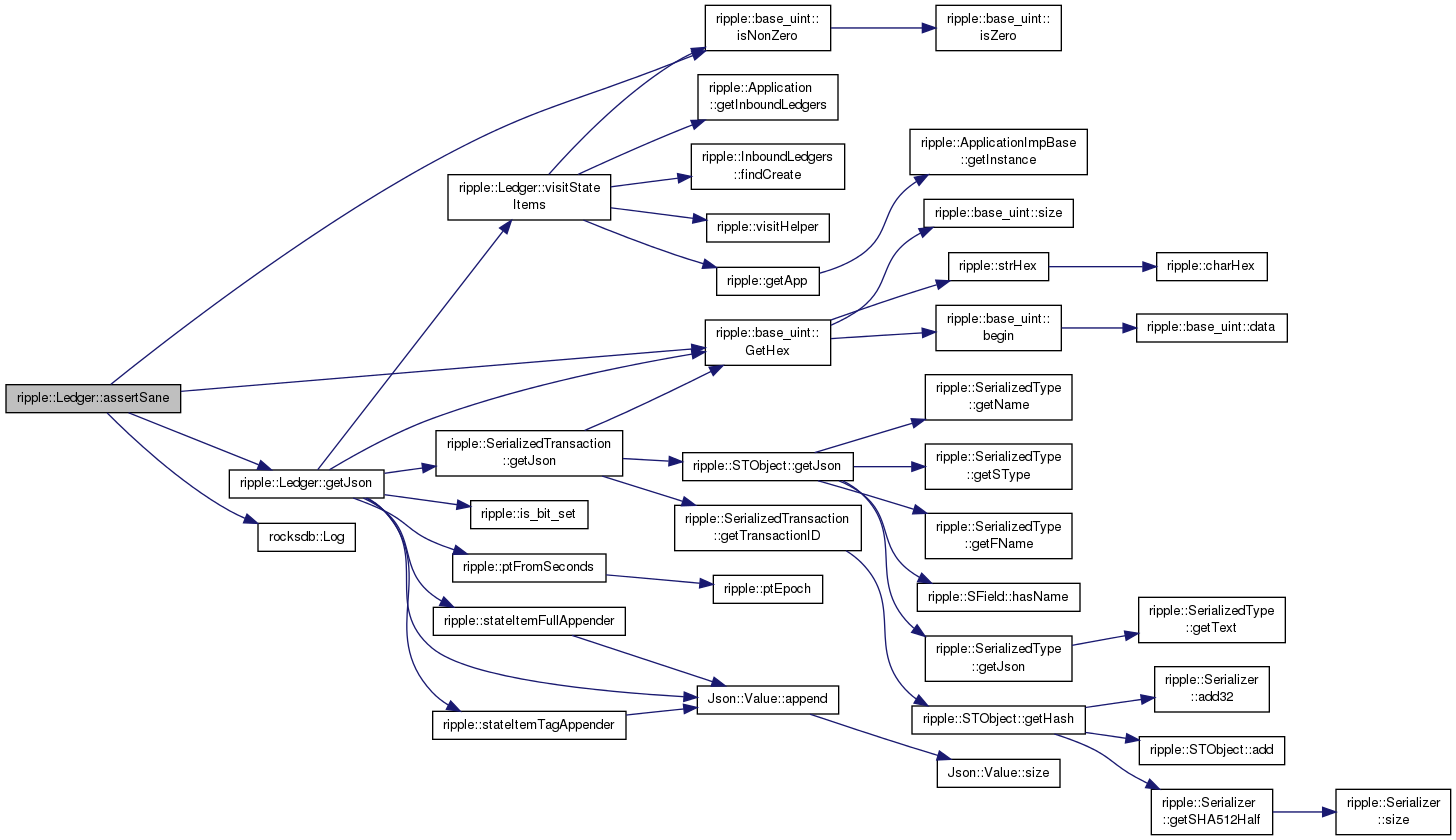 ripple::Ledger::assertSane
ripple::Ledger::getJson
rocksdb::Log
ripple::Ledger::visitState
Items
ripple::SerializedTransaction
::getJson
ripple::is_bit_set
ripple::ptFromSeconds
ripple::stateItemFullAppender
ripple::stateItemTagAppender
ripple::base_uint::
isNonZero
ripple::Application
::getInboundLedgers
ripple::InboundLedgers
::findCreate
ripple::visitHelper
ripple::getApp
ripple::base_uint::
GetHex
ripple::STObject::getJson
ripple::SerializedTransaction
::getTransactionID
ripple::ptEpoch
Json::Value::append
ripple::base_uint::
isZero
ripple::ApplicationImpBase
::getInstance
ripple::base_uint::size
ripple::strHex
ripple::base_uint::
begin
ripple::SerializedType
::getName
ripple::SerializedType
::getSType
ripple::SerializedType
::getFName
ripple::SField::hasName
ripple::SerializedType
::getJson
ripple::STObject::getHash
Json::Value::size
ripple::charHex
ripple::base_uint::data
ripple::SerializedType
::getText
ripple::Serializer
::add32
ripple::STObject::add
ripple::Serializer
::getSHA512Half
ripple::Serializer
::size